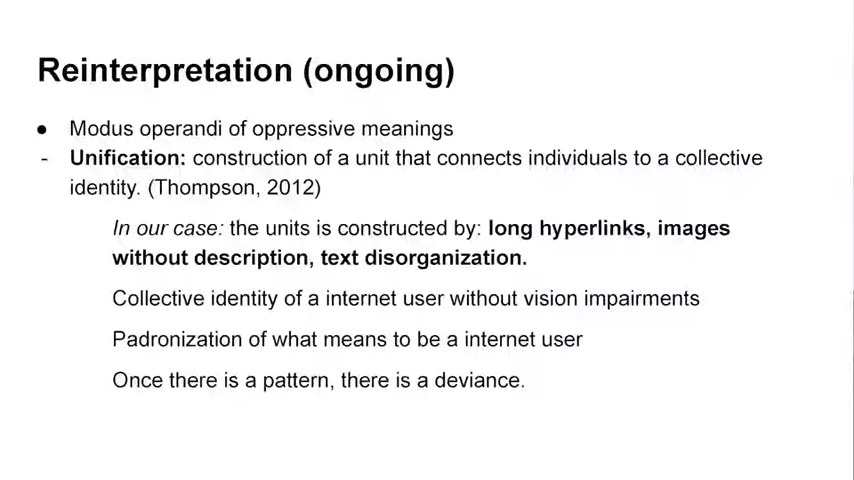 Reinterpretation (ongoing)
● Modus operandi of oppressive meanings
- Unification: construction of a unit that connects individuals to a collective
identity. (Thompson, 2012)
In our case: the units is constructed by: long hyperlinks, images
without description, text disorganization.
Collective identity of a internet user without vision impairments
Padronization of what means to be a internet user
Once there is a pattern, there is a deviance.